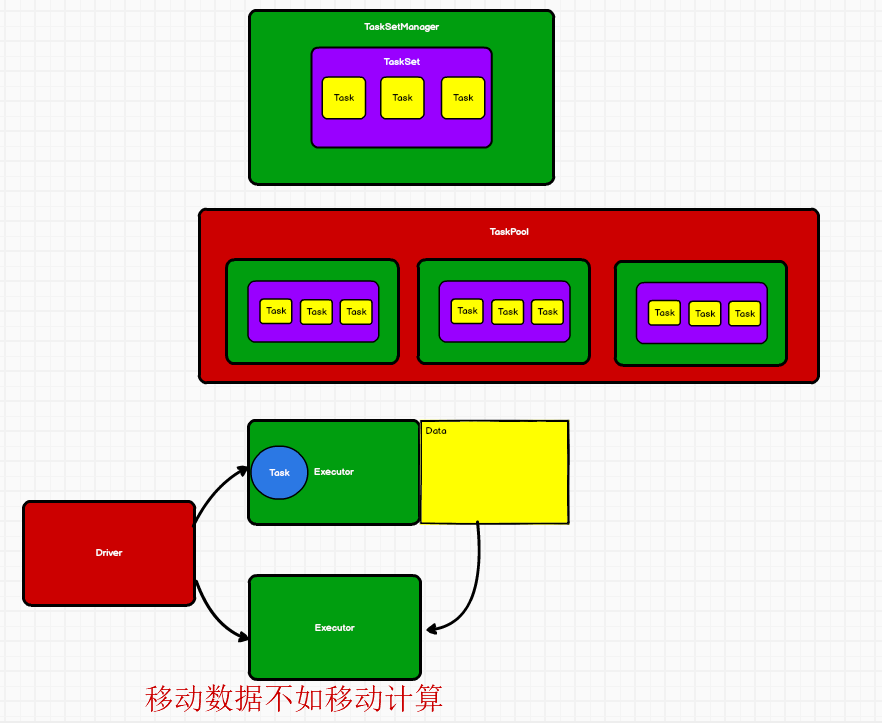 TaskSetManager
TaskSet
Task Task Task
TaskPool
Task Task Task Task Task Task Task Task Task
Data
Task Executor
Driver
Executor
移动数据不如移动计算